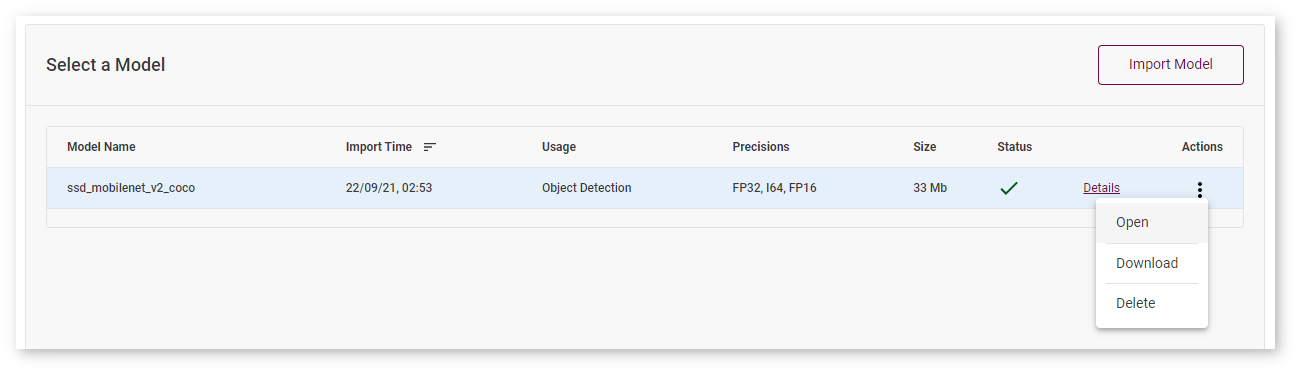 Select a Model
Import Model
Model Name Import Time Usage Precisions Size Status Actions
ssd_mobilenet_v2_coco 22/09/21, 02:53 Object Detection FP32, I64, FP16 33 Mb Details
Open
Download
Delete